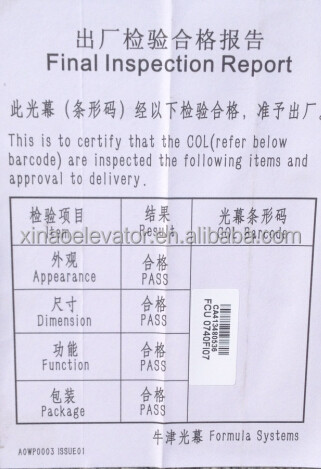 出厂检验合格报告
Final Inspection Report
此光幕（条形码）经以下检验合格，准予出厂。
This is to certify that the COL(refer below
barcode) are inspected the following items and
approval to delivery.
检验项目 结果 光幕条形码
Item Result COL Barcode
xinaoelevator.en.alibaba.com
外观 合格
Appearance PASS
尺寸 合格
Dimension PASS
功能 合格
Function PASS
包装 合格
Package PASS
CA413480536
FCU 0740FI07
A0WP0003 ISSUE01
牛津光幕 Formula Systems